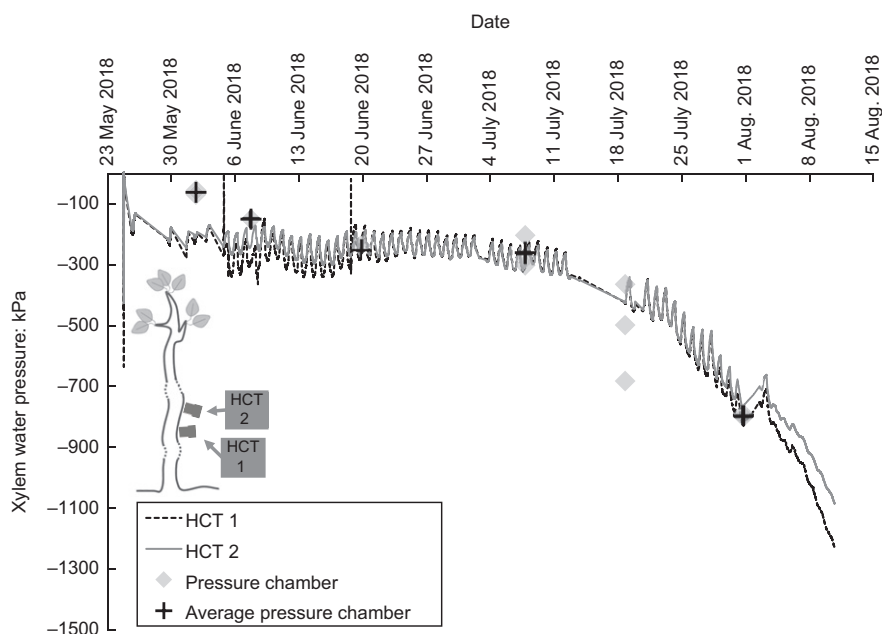 Date
23 May 2018
30 May 2018
6 June 2018
13 June 2018
20 June 2018
27 June 2018
4 July 2018
11 July 2018
18 July 2018
25 July 2018
1 Aug. 2018
8 Aug. 2018
15 Aug. 2018
Xylem water pressure: kPa
–100
–300
–500
–700
–900
–1100
–1300
–1500
HCT
2
HCT
1
HCT 1
HCT 2
Pressure chamber
Average pressure chamber